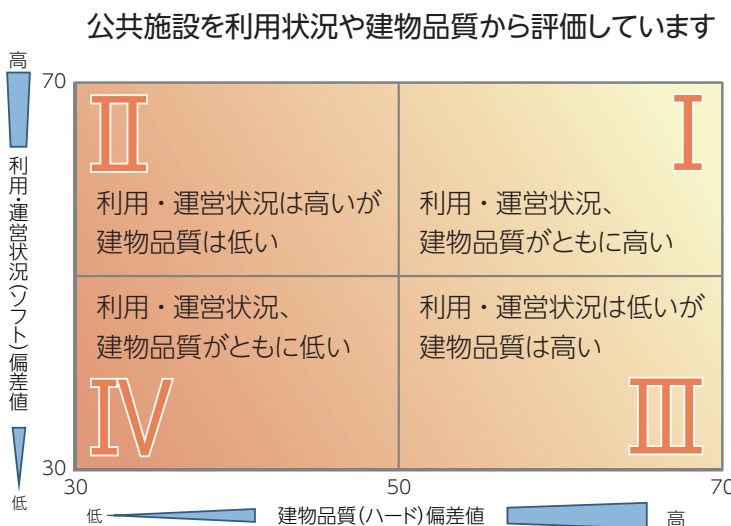 公共施設を利用状況や建物品質から評価しています
高
利用・運営状況(ソフト)偏差値
低
70
Ⅱ
利用・運営状況は高いが
建物品質は低い
Ⅰ
利用・運営状況、
建物品質がともに高い
利用・運営状況、
建物品質がともに低い
Ⅳ
利用・運営状況は低いが
建物品質は高い
Ⅲ
30
30
50
70
低
建物品質(ハード)偏差値
高